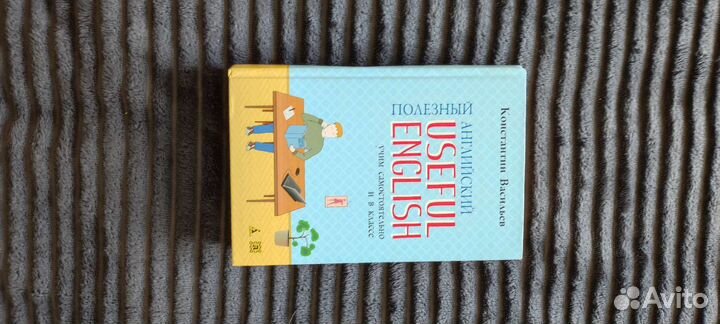 Константин Васильев
ПОЛЕЗНЫЙ АНГЛИЙСКИЙ
USEFUL
ENGLISH
учим самостоятельно
и в классе
Avito